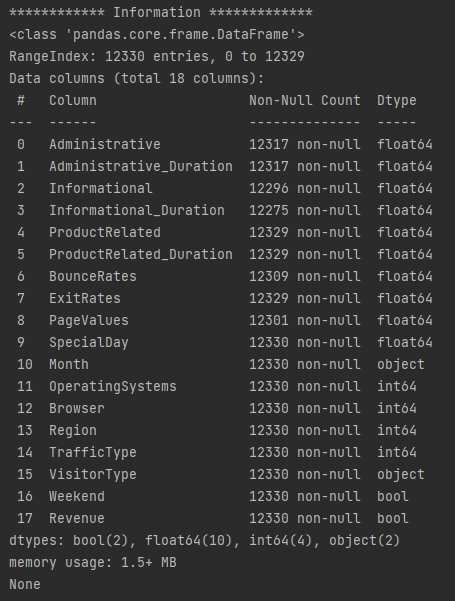 ************ Information *************
<class 'pandas.core.frame.DataFrame'>
RangeIndex: 12330 entries, 0 to 12329
Data columns (total 18 columns):
 #   Column                   Non-Null Count  Dtype
---  ------                   --------------  -----
 0   Administrative           12317 non-null  float64
 1   Administrative_Duration  12317 non-null  float64
 2   Informational            12296 non-null  float64
 3   Informational_Duration   12275 non-null  float64
 4   ProductRelated           12329 non-null  float64
 5   ProductRelated_Duration  12329 non-null  float64
 6   BounceRates              12309 non-null  float64
 7   ExitRates                12329 non-null  float64
 8   PageValues               12301 non-null  float64
 9   SpecialDay               12330 non-null  float64
 10  Month                    12330 non-null  object
 11  OperatingSystems         12330 non-null  int64
 12  Browser                  12330 non-null  int64
 13  Region                   12330 non-null  int64
 14  TrafficType              12330 non-null  int64
 15  VisitorType              12330 non-null  object
 16  Weekend                  12330 non-null  bool
 17  Revenue                  12330 non-null  bool
dtypes: bool(2), float64(10), int64(4), object(2)
memory usage: 1.5+ MB
None